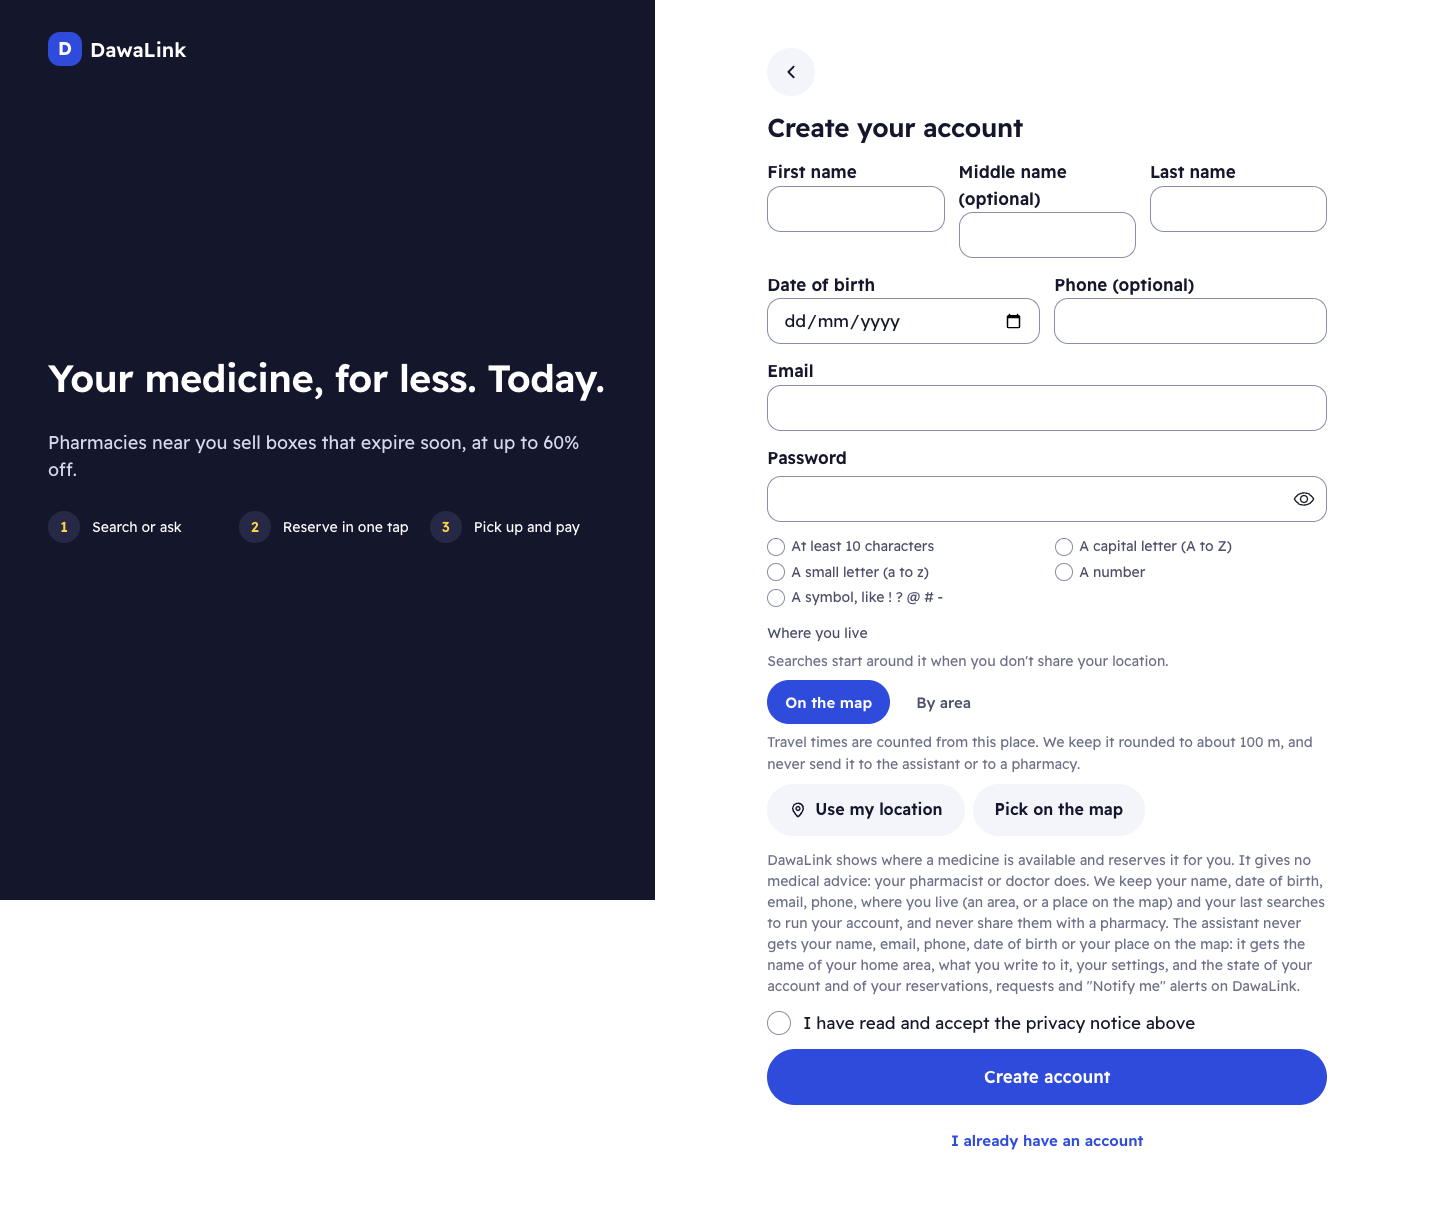 D DawaLink
Your medicine, for less. Today.
Pharmacies near you sell boxes that expire soon, at up to 60%
off.
1 Search or ask
2 Reserve in one tap
3 Pick up and pay
Create your account
First name
Middle name
(optional)
Last name
Date of birth
dd/mm/yyyy
Phone (optional)
Email
Password
At least 10 characters
A capital letter (A to Z)
A small letter (a to z)
A number
A symbol, like ! ? @ # -
Where you live
Searches start around it when you don't share your location.
On the map
By area
Travel times are counted from this place. We keep it rounded to about 100 m, and
never send it to the assistant or to a pharmacy.
Use my location
Pick on the map
DawaLink shows where a medicine is available and reserves it for you. It gives no
medical advice: your pharmacist or doctor does. We keep your name, date of birth,
email, phone, where you live (an area, or a place on the map) and your last searches
to run your account, and never share them with a pharmacy. The assistant never
gets your name, email, phone, date of birth or your place on the map: it gets the
name of your home area, what you write to it, your settings, and the state of your
account and of your reservations, requests and "Notify me" alerts on DawaLink.
I have read and accept the privacy notice above
Create account
I already have an account